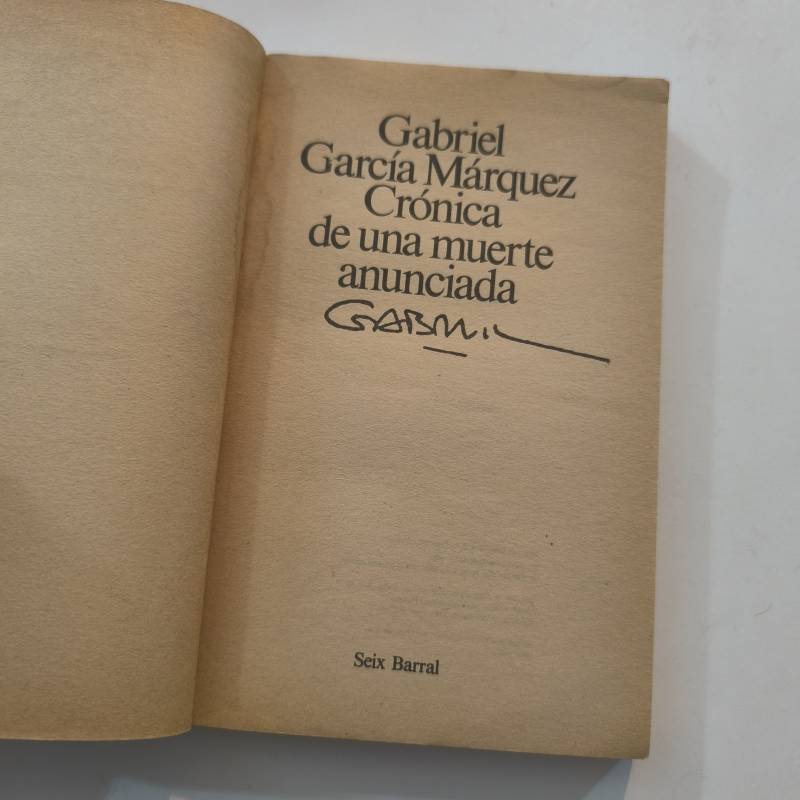 Gabriel
García Márquez
Crónica
de una muerte
anunciada
Seix Barral